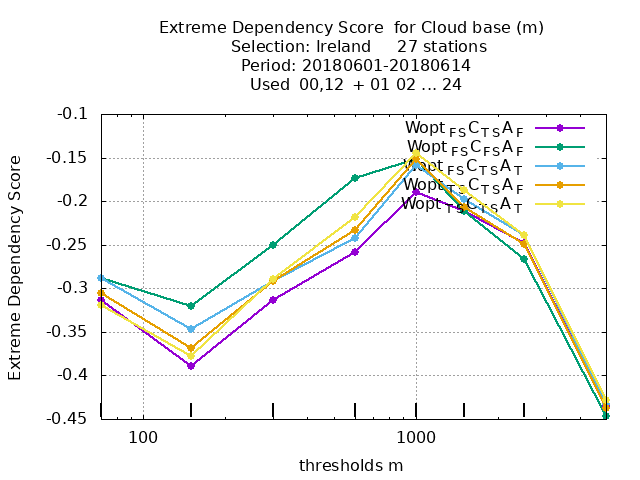 Extreme Dependency Score  for Cloud base (m)
Selection: Ireland     27 stations
Period: 20180601-20180614
Used  00,12  + 01 02 ... 24
Extreme Dependency Score
-0.1
-0.15
-0.2
-0.25
-0.3
-0.35
-0.4
-0.45
Wopt FS C TS A F
Wopt FS C FS A F
Wopt FS C TS A T
Wopt TS C TS A F
Wopt TS C TS A T
100
1000
thresholds m